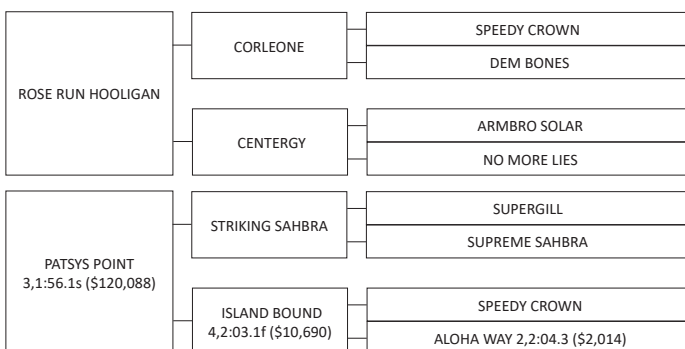 SPEEDY CROWN
CORLEONE
DEM BONES
ROSE RUN HOOLIGAN
ARMBRO SOLAR
CENTERGY
NO MORE LIES
SUPERGILL
STRIKING SAHBRA
SUPREME SAHBRA
PATSYS POINT
3,1:56.1s ($120,088)
SPEEDY CROWN
ISLAND BOUND
4,2:03.1f ($10,690)
ALOHA WAY 2,2:04.3 ($2,014)